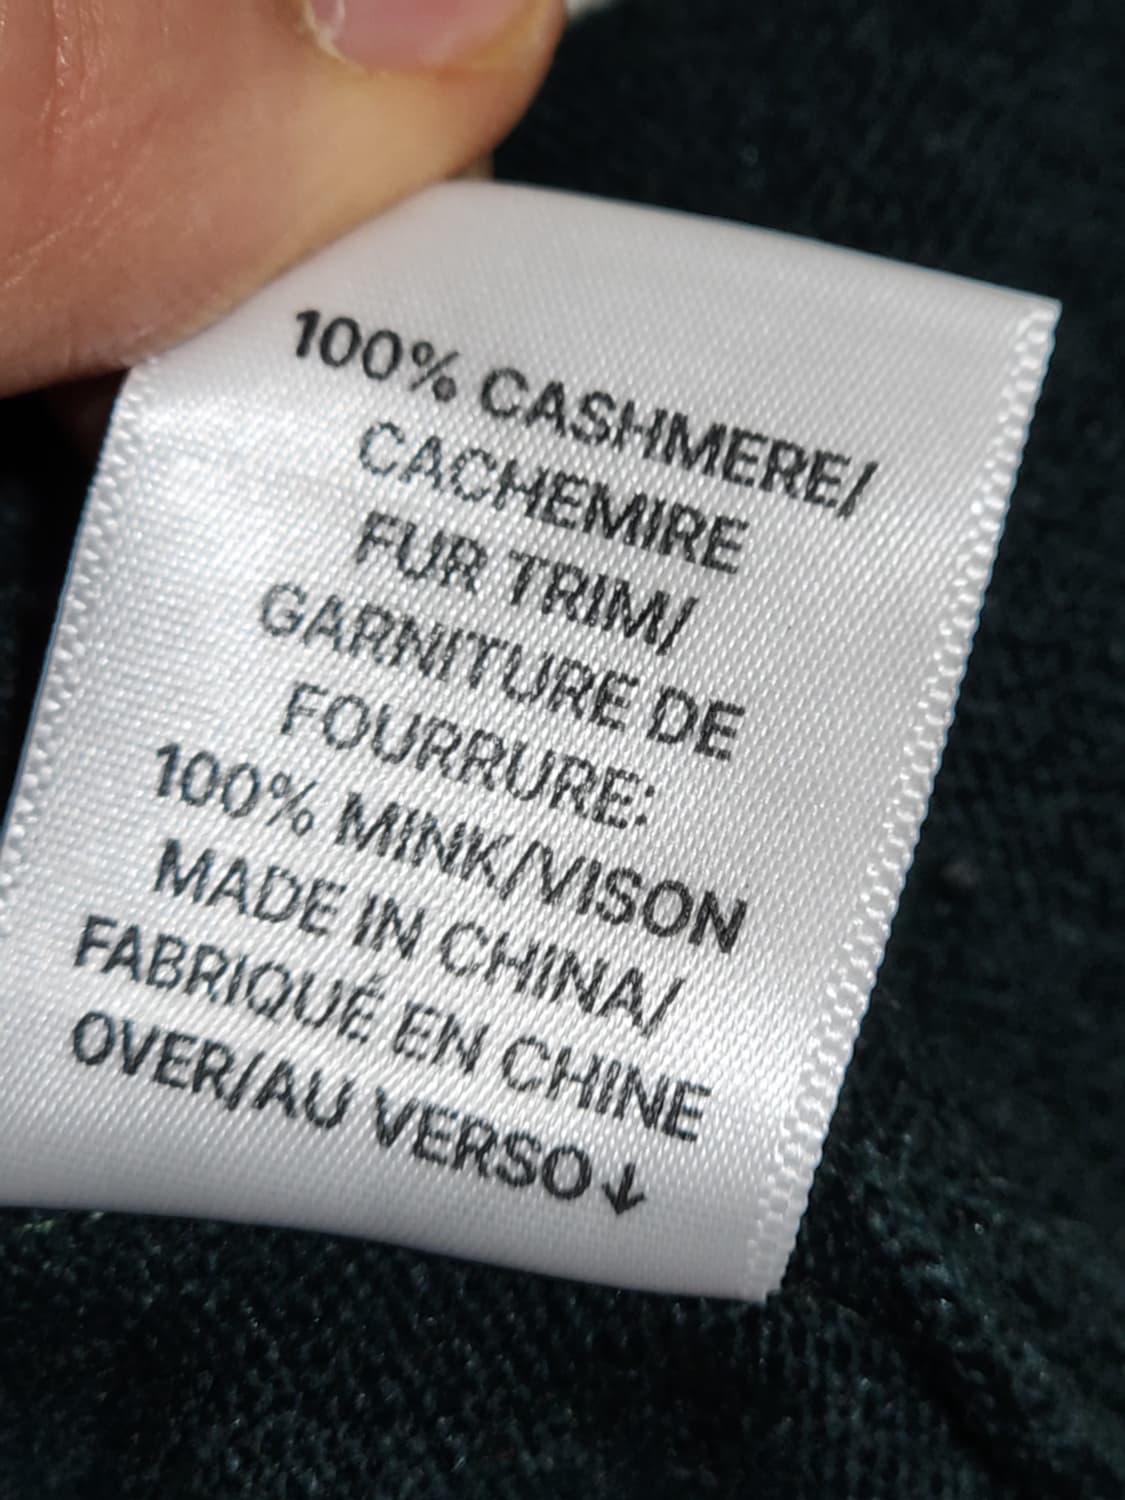 100% CASHMERE/
CACHEMIRE
FUR TRIM/
GARNITURE DE
FOURRURE:
100% MINK/VISON
MADE IN CHINA/
FABRIQUÉ EN CHINE
OVER/AU VERSO↓